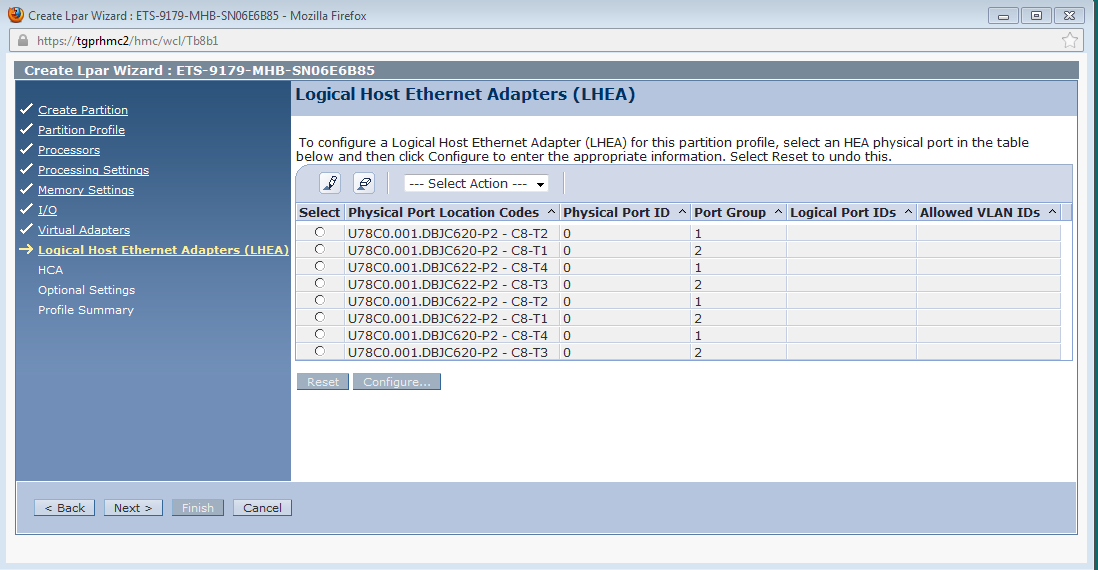 Create Lpar Wizard : ETS-9179-MHB-SN06E6B85 - Mozilla Firefox
https://tgprhmc2/hmc/wcl/Tb8b1
Create Lpar Wizard : ETS-9179-MHB-SN06E6B85
Create Partition
Partition Profile
Processors
Processing Settings
Memory Settings
I/O
Virtual Adapters
Logical Host Ethernet Adapters (LHEA)
HCA
Optional Settings
Profile Summary
Logical Host Ethernet Adapters (LHEA)
To configure a Logical Host Ethernet Adapter (LHEA) for this partition profile, select an HEA physical port in the table
below and then click Configure to enter the appropriate information. Select Reset to undo this.
--- Select Action ---
Select Physical Port Location Codes Physical Port ID Port Group Logical Port IDs Allowed VLAN IDs
U78C0.001.DBJC620-P2 - C8-T2 0 1
U78C0.001.DBJC620-P2 - C8-T1 0 2
U78C0.001.DBJC622-P2 - C8-T4 0 1
U78C0.001.DBJC622-P2 - C8-T3 0 2
U78C0.001.DBJC622-P2 - C8-T2 0 1
U78C0.001.DBJC622-P2 - C8-T1 0 2
U78C0.001.DBJC620-P2 - C8-T4 0 1
U78C0.001.DBJC620-P2 - C8-T3 0 2
Reset Configure...
< Back Next > Finish Cancel